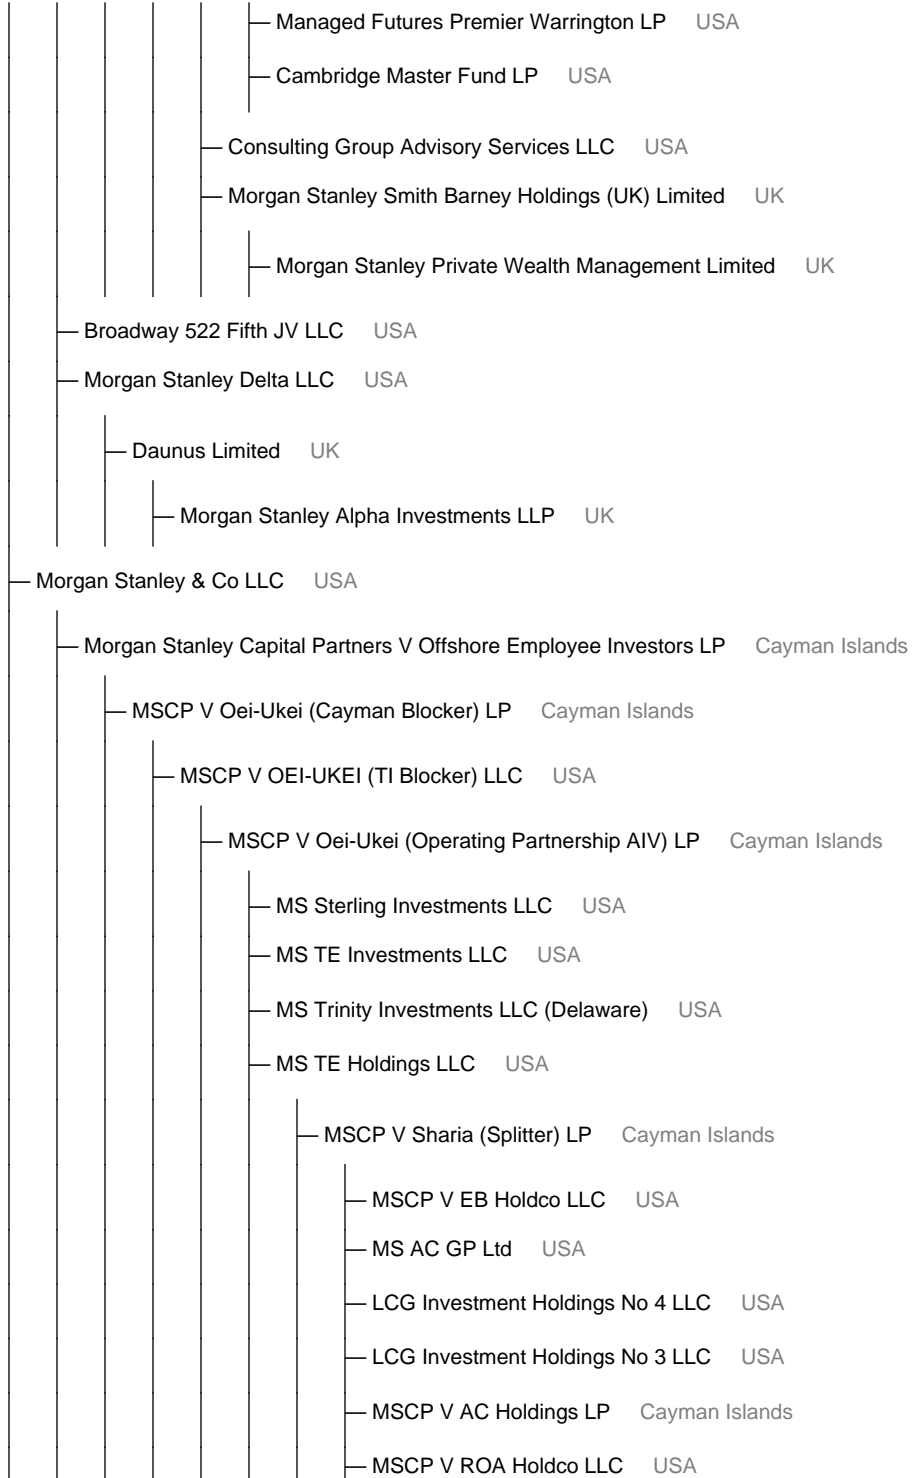 Managed Futures Premier Warrington LP USA
Cambridge Master Fund LP USA
Consulting Group Advisory Services LLC USA
Morgan Stanley Smith Barney Holdings (UK) Limited UK
Morgan Stanley Private Wealth Management Limited UK
Broadway 522 Fifth JV LLC USA
Morgan Stanley Delta LLC USA
Daunus Limited UK
Morgan Stanley Alpha Investments LLP UK
Morgan Stanley & Co LLC USA
Morgan Stanley Capital Partners V Offshore Employee Investors LP Cayman Islands
MSCP V Oei-Ukei (Cayman Blocker) LP Cayman Islands
MSCP V OEI-UKEI (TI Blocker) LLC USA
MSCP V Oei-Ukei (Operating Partnership AIV) LP Cayman Islands
MS Sterling Investments LLC USA
MS TE Investments LLC USA
MS Trinity Investments LLC (Delaware) USA
MS TE Holdings LLC USA
MSCP V Sharia (Splitter) LP Cayman Islands
MSCP V EB Holdco LLC USA
MS AC GP Ltd USA
LCG Investment Holdings No 4 LLC USA
LCG Investment Holdings No 3 LLC USA
MSCP V AC Holdings LP Cayman Islands
MSCP V ROA Holdco LLC USA